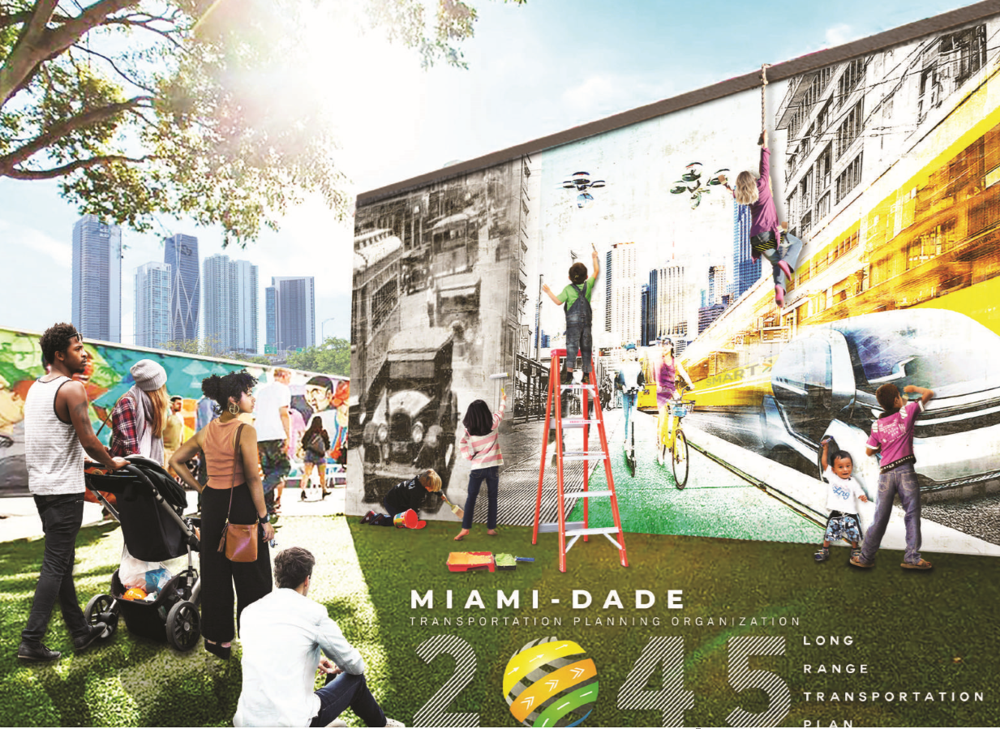 SMART
MIAMI-DADE
TRANSPORTATION PLANNING ORGANIZATION
2045
LONG
RANGE
TRANSPORTATION
PLAN